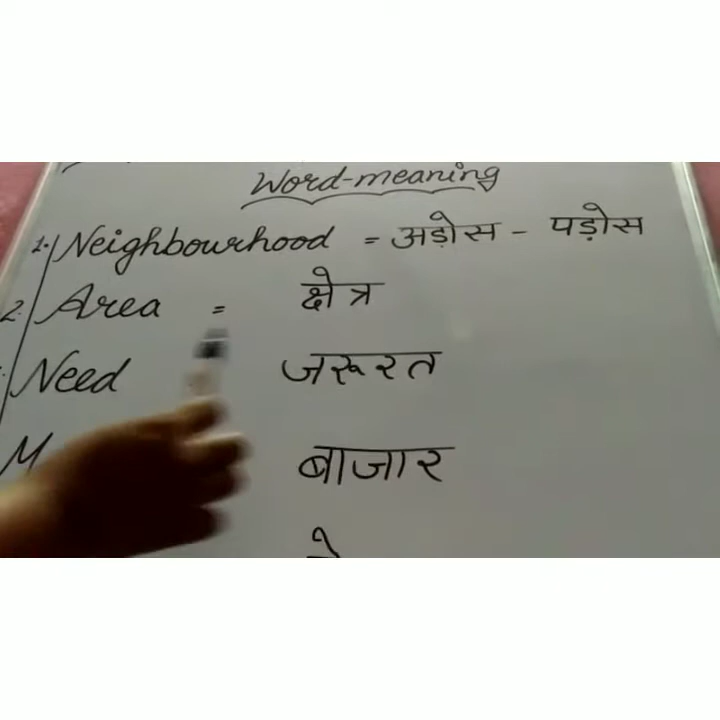 Word-meaning
1. Neighbourhood = अड़ोस - पड़ोस
2. Area = क्षेत्र
Need जरूरत
M बाजार